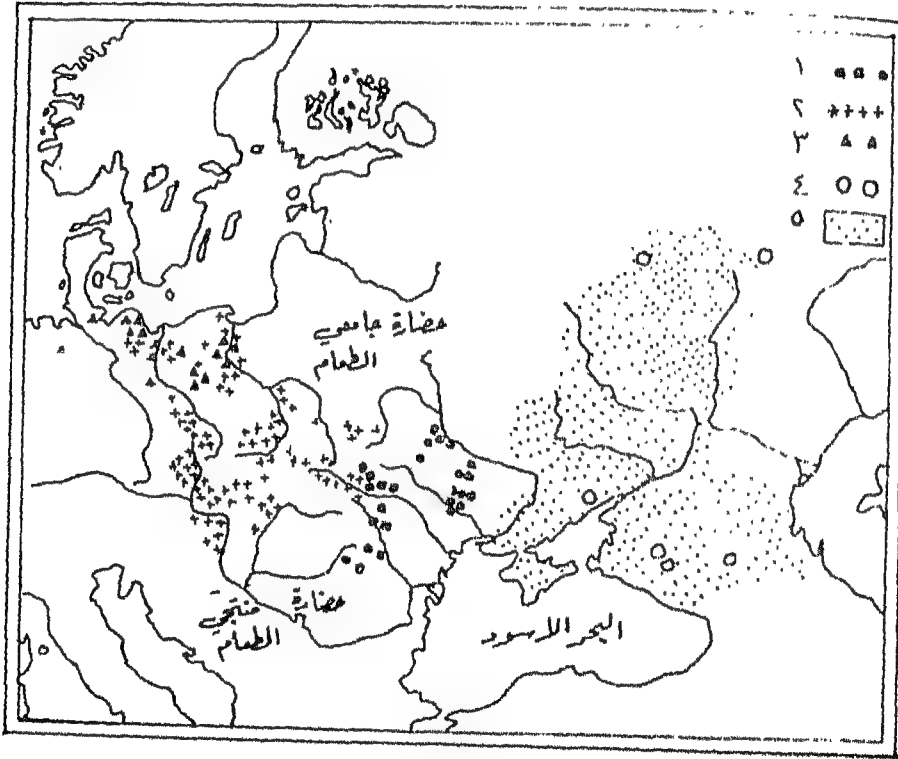 ١
٢
٣
٤
٥
حضارة جامعي
الطعام
حضارة منتجي
الطعام
البحر الاسود